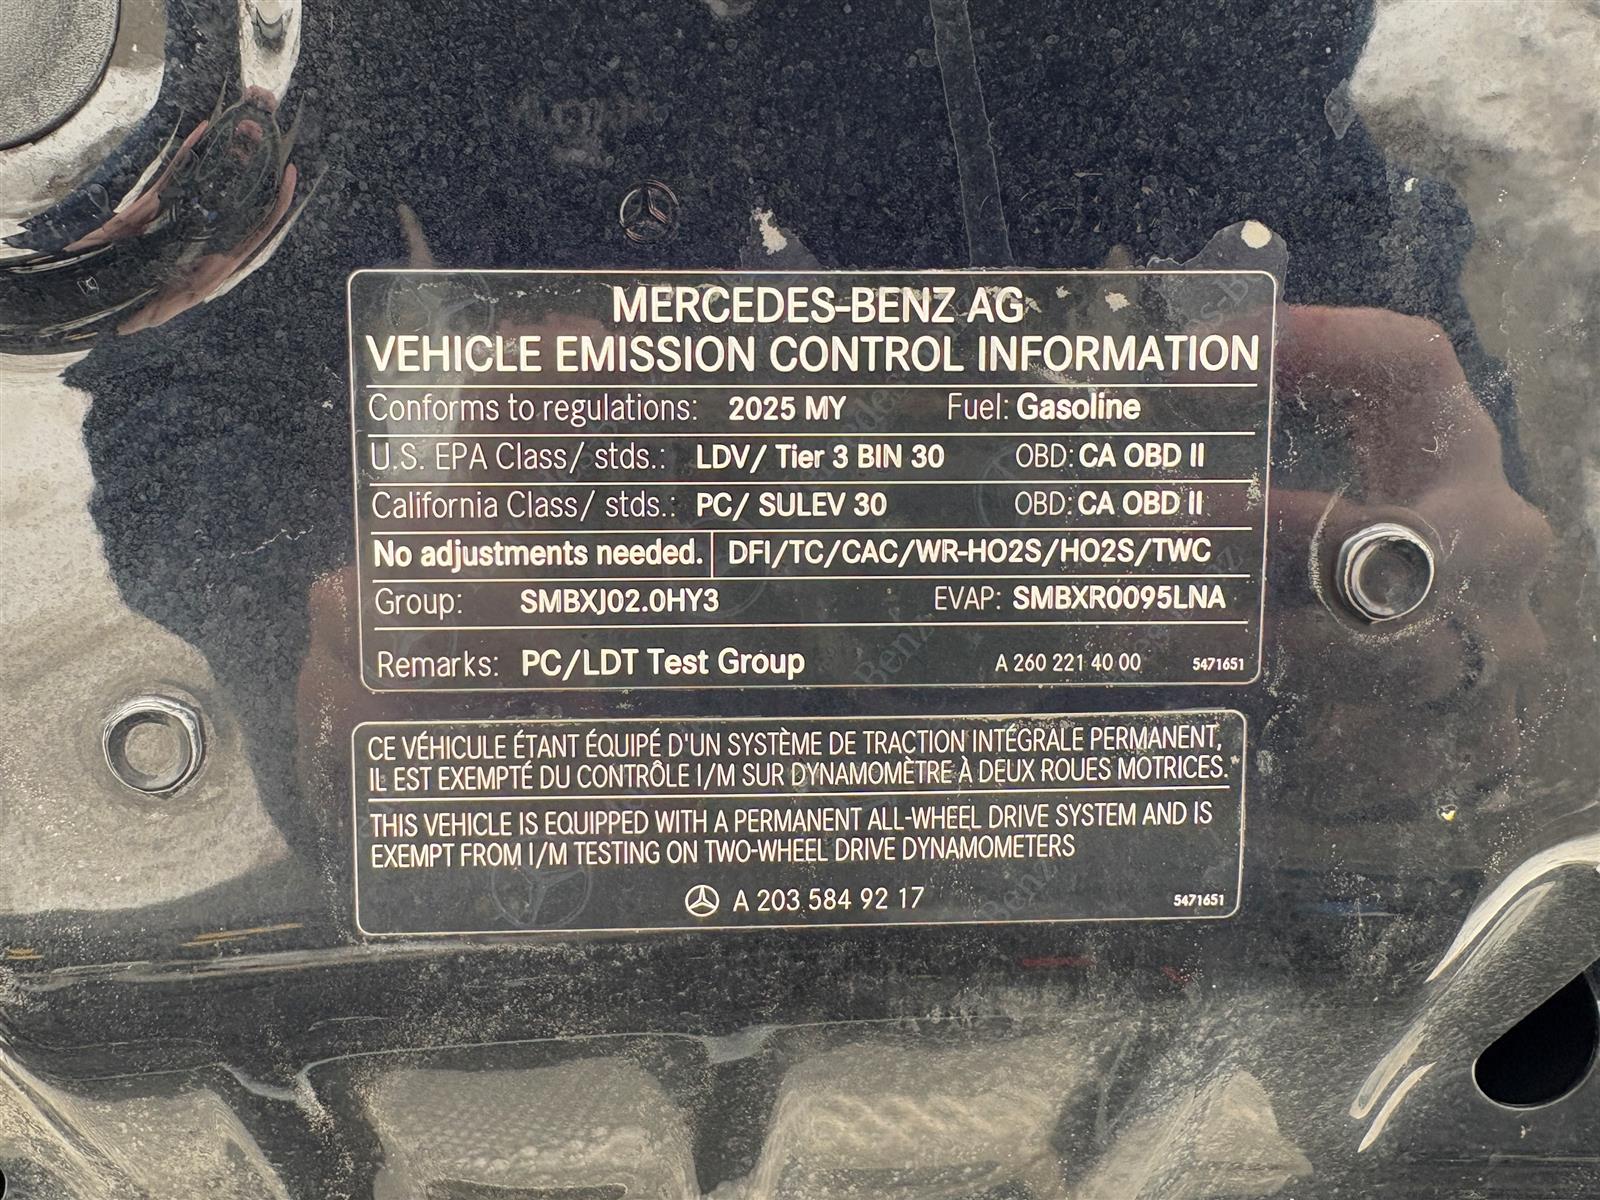 MERCEDES-BENZ AG
VEHICLE EMISSION CONTROL INFORMATION
Conforms to regulations: 2025 MY Fuel: Gasoline
U.S. EPA Class/ stds.: LDV/ Tier 3 BIN 30 OBD: CA OBD II
California Class/ stds.: PC/ SULEV 30 OBD: CA OBD II
No adjustments needed. DFI/TC/CAC/WR-HO2S/HO2S/TWC
Group: SMBXJ02.0HY3 EVAP: SMBXR0095LNA
Remarks: PC/LDT Test Group A 260 221 40 00 5471651
CE VÉHICULE ÉTANT ÉQUIPÉ D'UN SYSTÈME DE TRACTION INTÉGRALE PERMANENT,
IL EST EXEMPTÉ DU CONTRÔLE I/M SUR DYNAMOMÈTRE À DEUX ROUES MOTRICES.
THIS VEHICLE IS EQUIPPED WITH A PERMANENT ALL-WHEEL DRIVE SYSTEM AND IS
EXEMPT FROM I/M TESTING ON TWO-WHEEL DRIVE DYNAMOMETERS
A 203 584 92 17 5471651